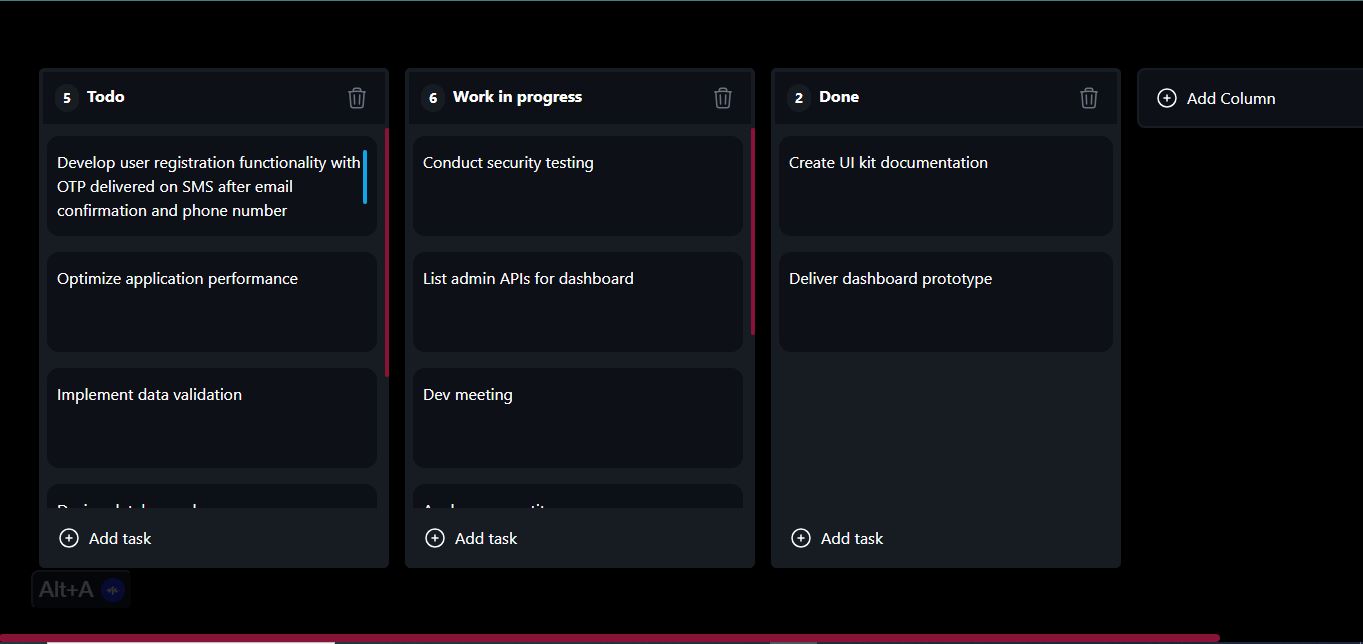 5 Todo
Develop user registration functionality with
OTP delivered on SMS after email
confirmation and phone number
Optimize application performance
Implement data validation
Add task
6 Work in progress
Conduct security testing
List admin APIs for dashboard
Dev meeting
Add task
2 Done
Create UI kit documentation
Deliver dashboard prototype
Add task
Add Column
Alt+A